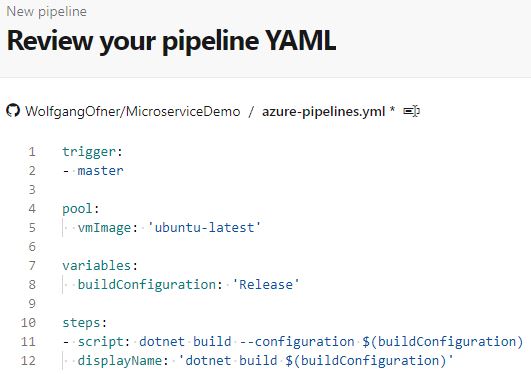 New pipeline
Review your pipeline YAML
WolfgangOfner/MicroserviceDemo / azure-pipelines.yml *
1 trigger:
2 - master
3
4 pool:
5   vmImage: 'ubuntu-latest'
6
7 variables:
8   buildConfiguration: 'Release'
9
10 steps:
11 - script: dotnet build --configuration $(buildConfiguration)
12   displayName: 'dotnet build $(buildConfiguration)'